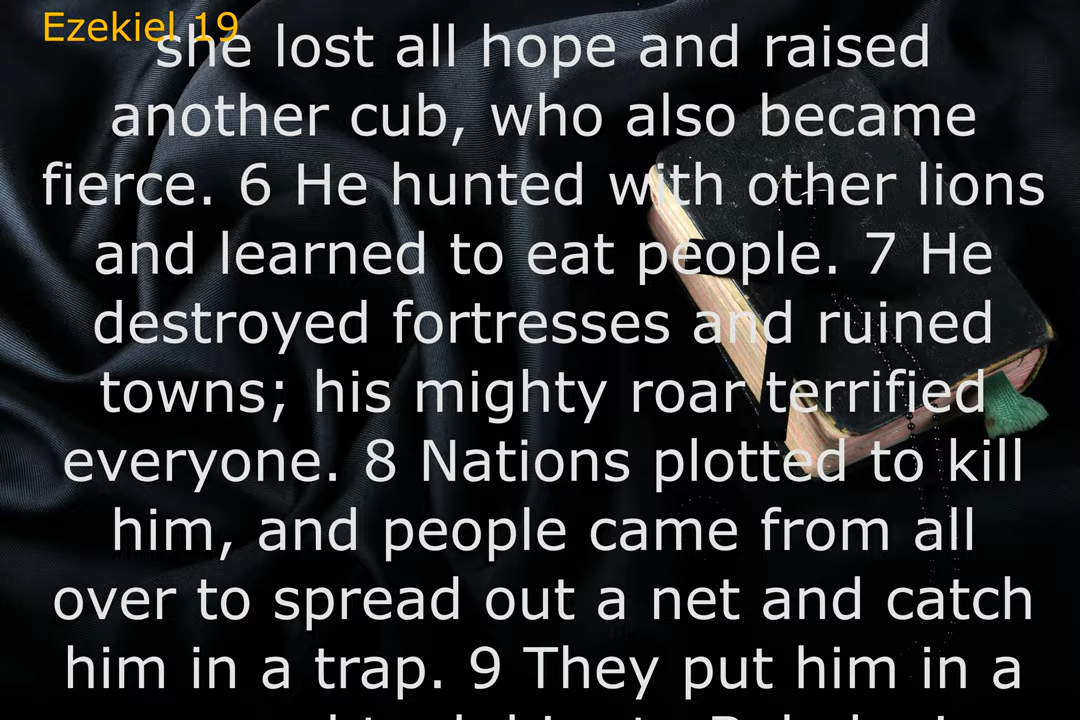 Ezekiel 19
she lost all hope and raised
another cub, who also became
fierce. 6 He hunted with other lions
and learned to eat people. 7 He
destroyed fortresses and ruined
towns; his mighty roar terrified
everyone. 8 Nations plotted to kill
him, and people came from all
over to spread out a net and catch
him in a trap. 9 They put him in a